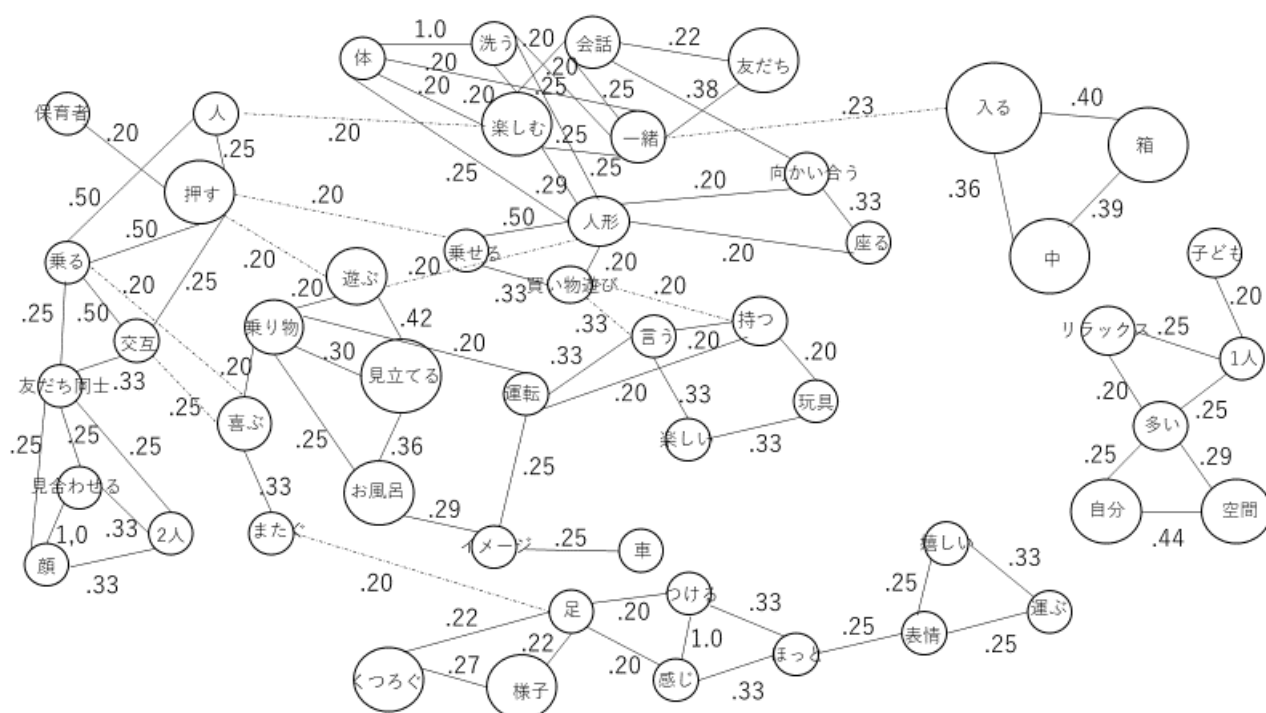 1.0
洗う
.20
会話
.22
体
友だち
.20
.20
.20
.25
.25
.38
.20
入る
.40
.23
保育者
人
.20
.20
楽しむ
.25
一緒
箱
.25
.25
向かい合う
.36
押す
.25
.29
.20
.39
.50
.20
.33
.50
人形
.50
座る
子ども
中
乗る
乗せる
.20
.20
.20
遊ぶ
.20
.20
.20
.25
.33
買い物遊び
.20
.25
.50
.20
.33
持つ
リラックス
.25
.20
乗り物
.42
言う
交互
.20
.20
1人
.20
.30
見立てる
.33
.20
友だち同士
.33
運転
.20
玩具
.20
.25
.25
喜ぶ
.33
多い
.25
.25
.25
.36
楽しい
.33
.25
.29
.25
見合わせる
.33
お風呂
.25
.29
自分
空間
1,0
.33
2人
またぐ
イメージ
.25
車
.44
顔
.33
嬉しい
.33
.20
.25
足
.20
つける
.33
運ぶ
.22
1.0
.25
表情
.25
.22
ほっと
くつろぐ
.27
様子
.20
感じ
.33